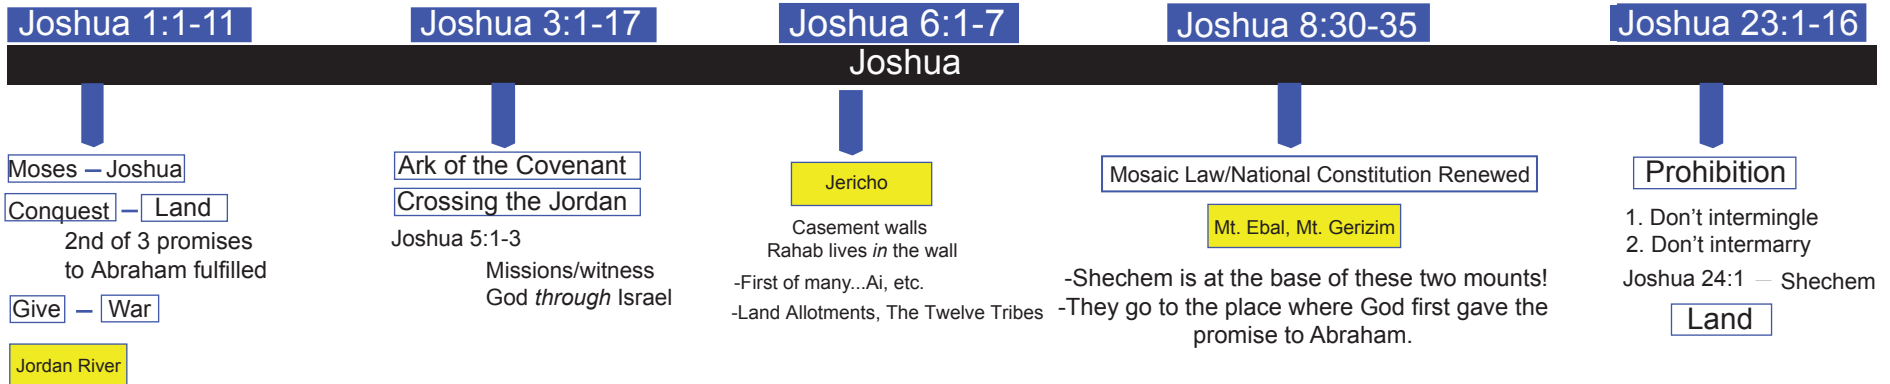 Joshua 1:1-11
Joshua 3:1-17
Joshua 6:1-7
Joshua 8:30-35
Joshua 23:1-16
Joshua
Moses – Joshua
Conquest – Land
2nd of 3 promises
to Abraham fulfilled
Give – War
Jordan River
Ark of the Covenant
Crossing the Jordan
Joshua 5:1-3
Missions/witness
God through Israel
Jericho
Casement walls
Rahab lives in the wall
-First of many...Ai, etc.
-Land Allotments, The Twelve Tribes
Mosaic Law/National Constitution Renewed
Mt. Ebal, Mt. Gerizim
-Shechem is at the base of these two mounts!
-They go to the place where God first gave the
promise to Abraham.
Prohibition
1. Don’t intermingle
2. Don’t intermarry
Joshua 24:1 – Shechem
Land